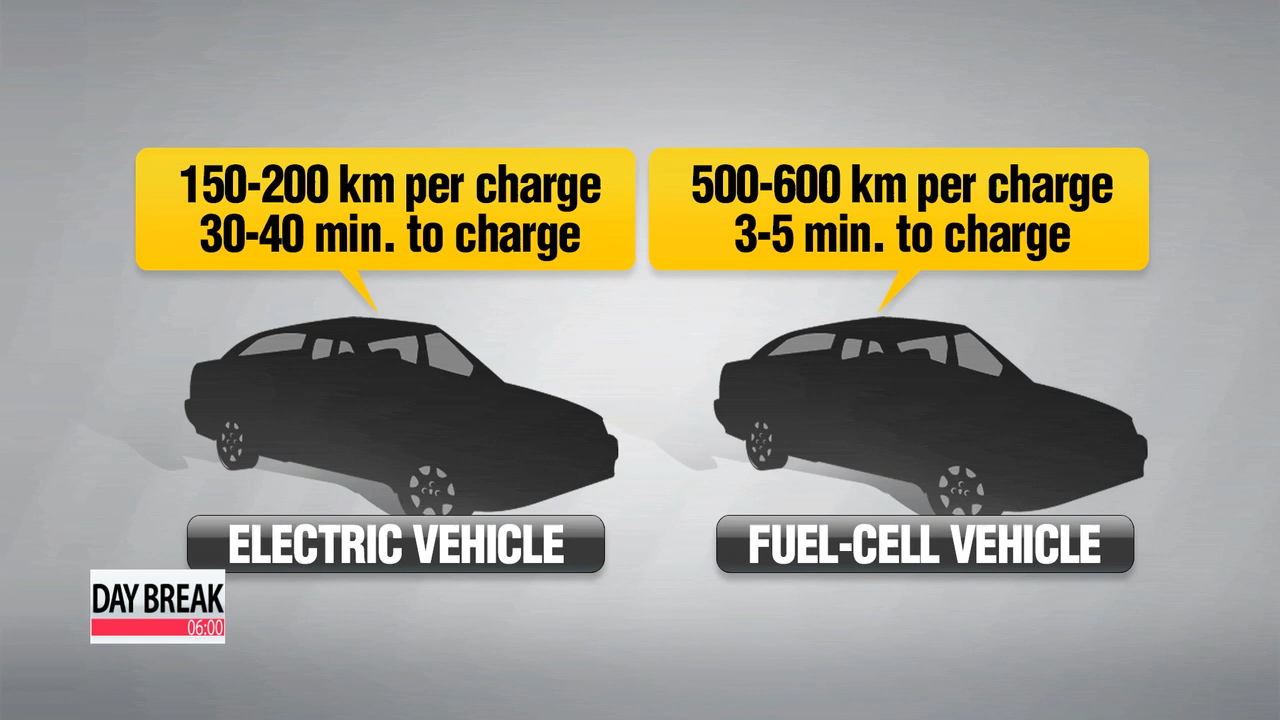 150-200 km per charge
30-40 min. to charge
500-600 km per charge
3-5 min. to charge
ELECTRIC VEHICLE
FUEL-CELL VEHICLE
DAY BREAK
06:00